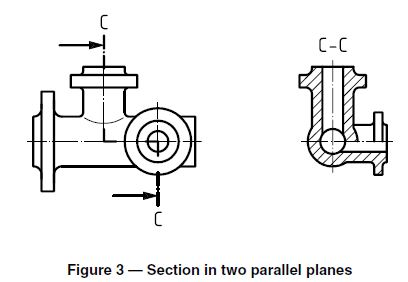 C
C-C
C
Figure 3 — Section in two parallel planes